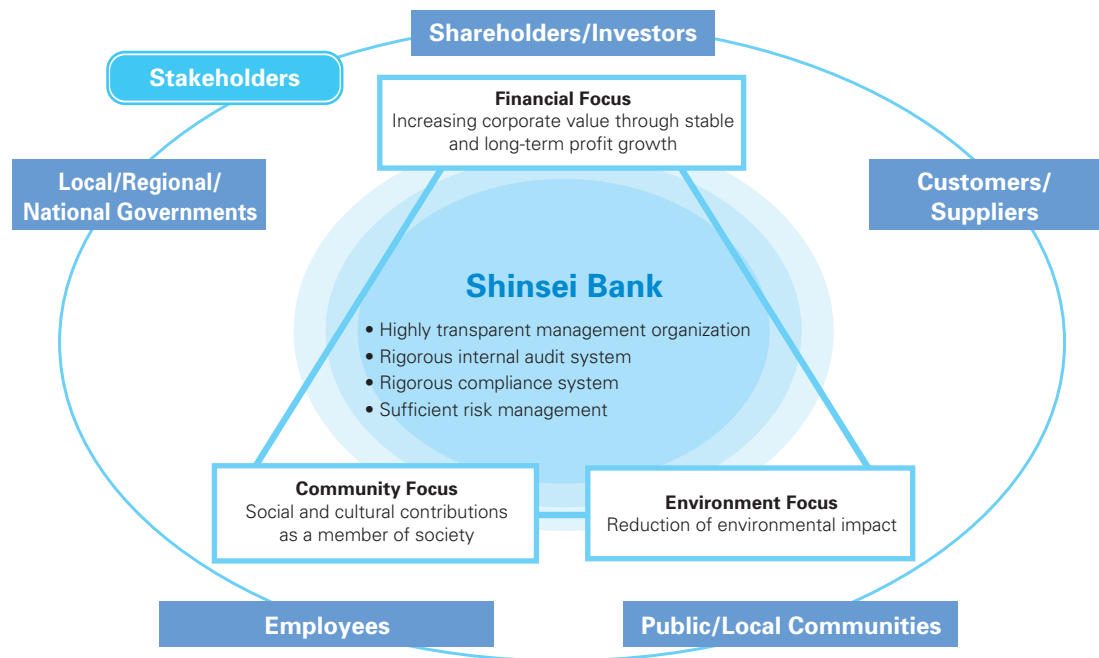 Shareholders/Investors
Stakeholders
Financial Focus
Increasing corporate value through stable
and long-term profit growth
Local/Regional/
National Governments
Customers/
Suppliers
Shinsei Bank
• Highly transparent management organization
• Rigorous internal audit system
• Rigorous compliance system
• Sufficient risk management
Community Focus
Social and cultural contributions
as a member of society
Environment Focus
Reduction of environmental impact
Employees
Public/Local Communities